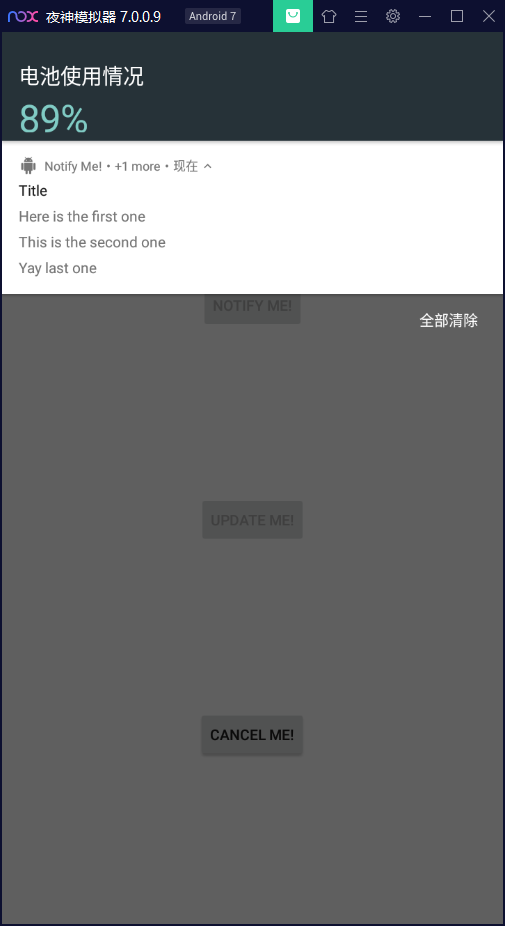 nox 夜神模拟器 7.0.0.9 Android 7
电池使用情况
89%
Notify Me! • +1 more • 现在
Title
Here is the first one
This is the second one
Yay last one
NOTIFY ME!
全部清除
UPDATE ME!
CANCEL ME!